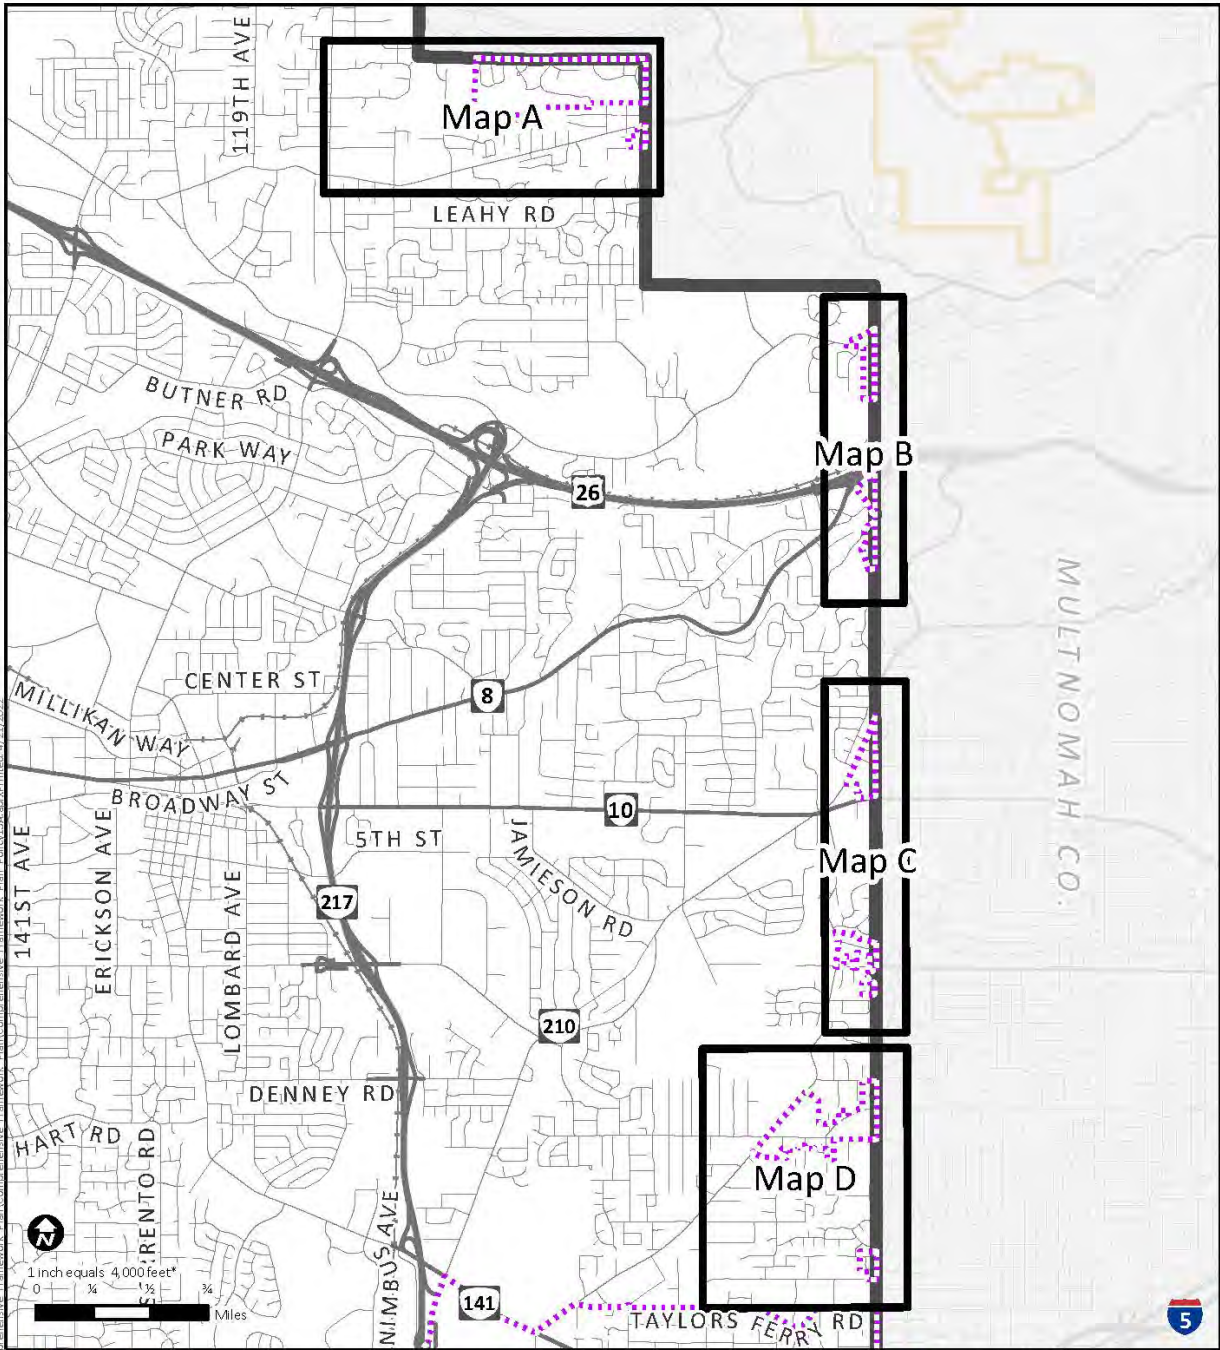 119TH AVE
Map A
LEAHY RD
BUTNER RD
PARK WAY
Map B
26
MULTNOMAH CO.
CENTER ST
8
MILLIKAN WAY
BROADWAY ST
10
5TH ST
JAMIESON RD
Map C
141ST AVE
ERICKSON AVE
LOMBARD AVE
217
210
DENNEY RD
HART RD
Map D
RENTO RD
NIMBUS AVE
N
1 inch equals 4,000 feet*
0 ¼ ½ ¾
Miles
141
TAYLORS FERRY RD
5